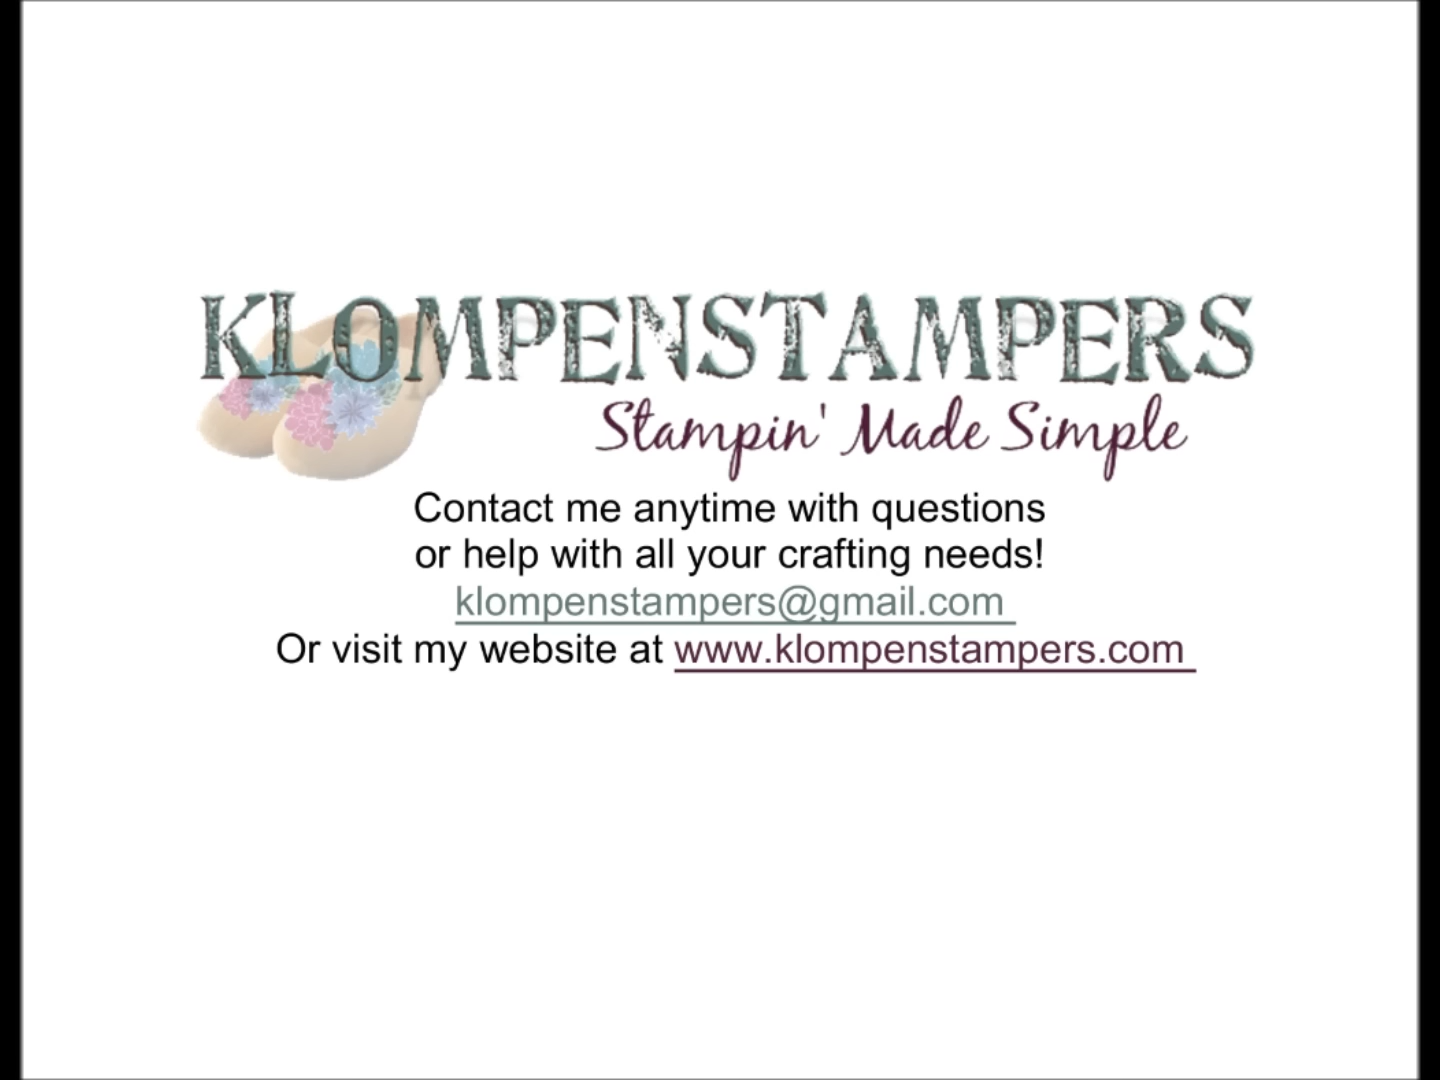 KLOMPENSTAMPERS
Stampin' Made Simple
Contact me anytime with questions
or help with all your crafting needs!
klompenstampers@gmail.com
Or visit my website at www.klompenstampers.com